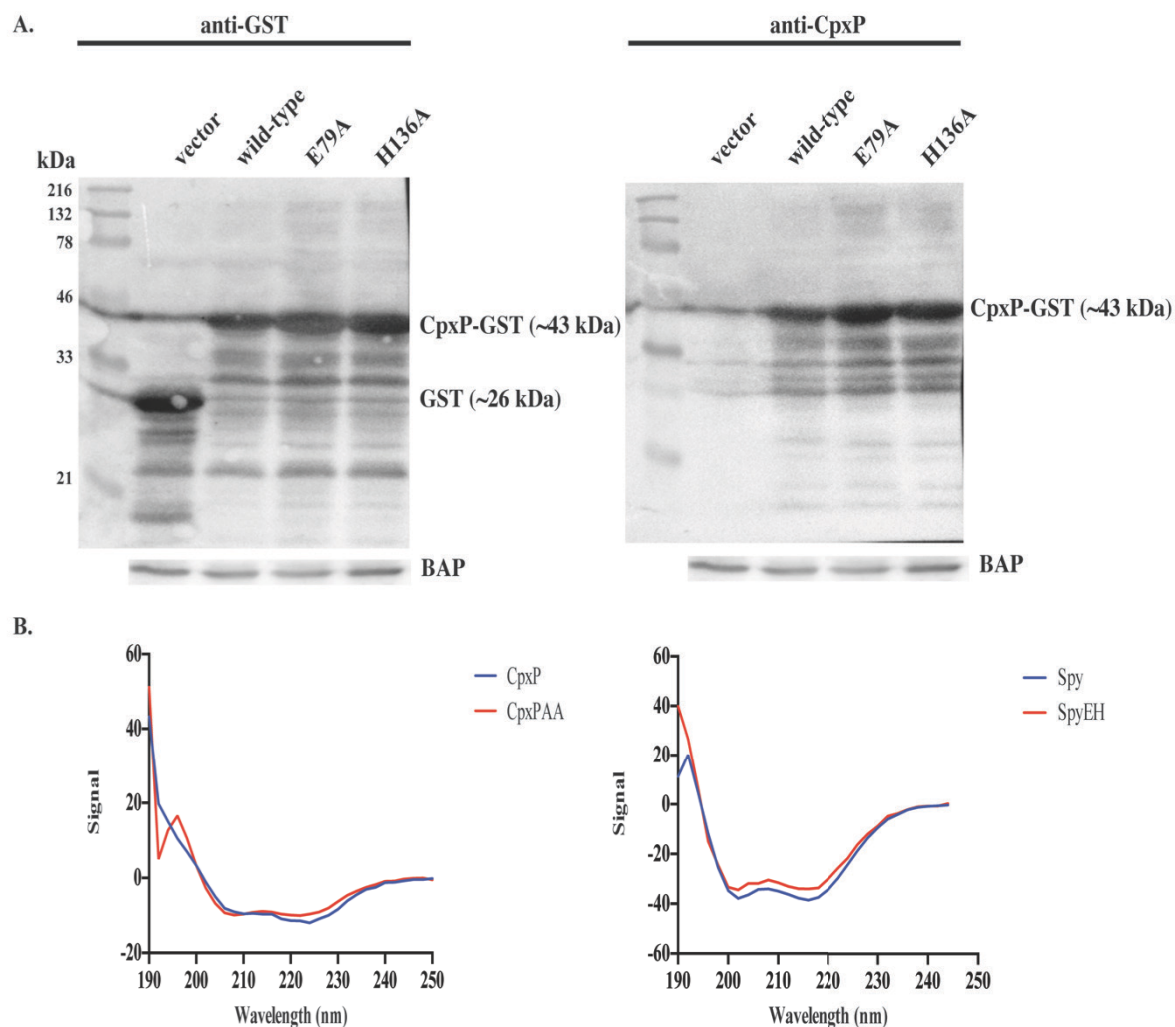 A.
anti-GST
anti-CpxP
vector
wild-type
E79A
H136A
vector
wild-type
E79A
H136A
kDa
216
132
78
46
33
21
CpxP-GST (~43 kDa)
GST (~26 kDa)
CpxP-GST (~43 kDa)
BAP
BAP
B.
60
40
20
0
-20
Signal
190 200 210 220 230 240 250
Wavelength (nm)
CpxP
CpxPAA
60
40
20
0
-20
-40
-60
Signal
190 200 210 220 230 240 250
Wavelength (nm)
Spy
SpyEH